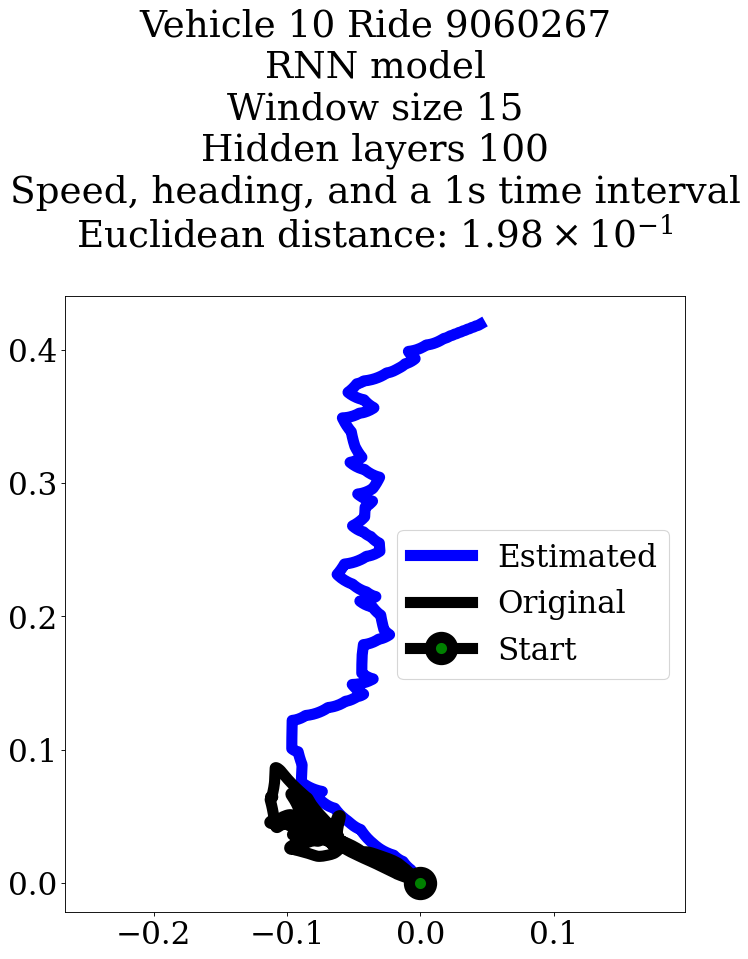 Vehicle 10 Ride 9060267
RNN model
Window size 15
Hidden layers 100
Speed, heading, and a 1s time interval
Euclidean distance: 1.98 × 10⁻¹
0.4
0.3
0.2
0.1
0.0
Estimated
Original
Start
−0.2
−0.1
0.0
0.1